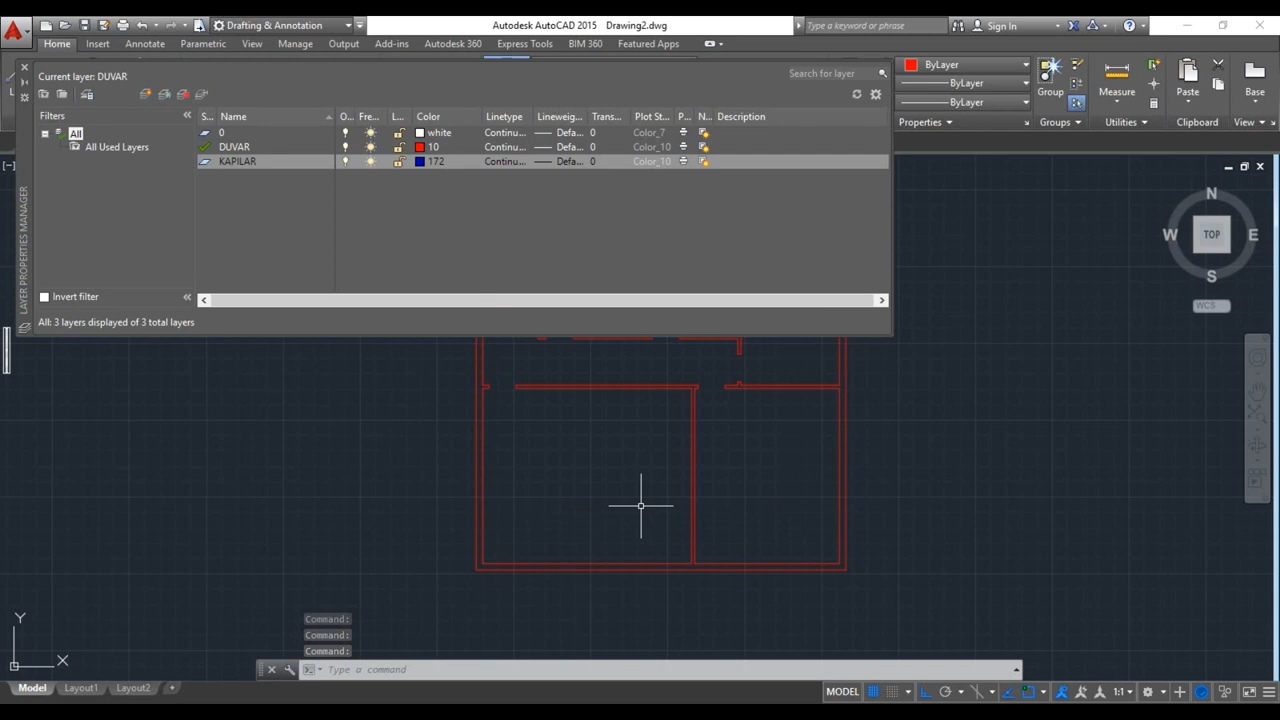 Drafting & Annotation
Autodesk AutoCAD 2015 Drawing2.dwg
Type a keyword or phrase
Sign In
Home Insert Annotate Parametric View Manage Output Add-ins Autodesk 360 Express Tools BIM 360 Featured Apps
Current layer: DUVAR
Search for layer
ByLayer
ByLayer
ByLayer
Group
Measure
Paste
Base
Properties Groups Utilities Clipboard View
Filters
S... Name O.. Fre... L... Color Linetype Lineweig... Trans... Plot St... P... N.. Description
All
0 white Continu... Defa... 0 Color_7
All Used Layers
DUVAR 10 Continu... Defa... 0 Color_10
KAPILAR 172 Continu... Defa... 0 Color_10
LAYER PROPERTIES MANAGER
Invert filter
All: 3 layers displayed of 3 total layers
[–]
N
W TOP E
S
WCS
Y
X
Command:
Command:
Command:
Type a command
Model Layout1 Layout2 +
MODEL 1:1